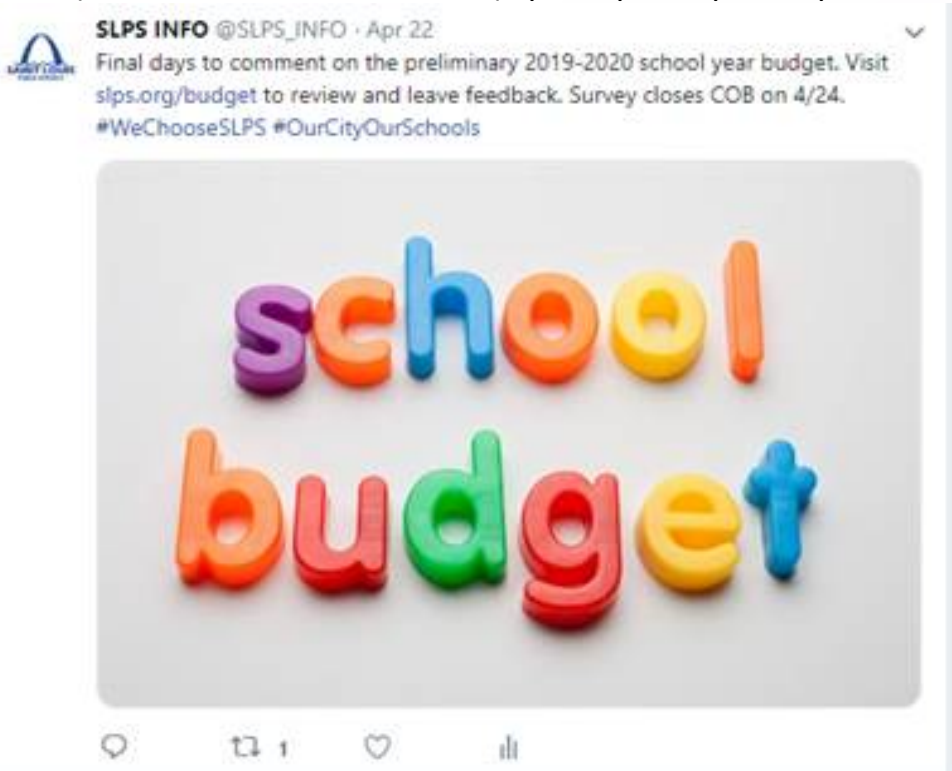 SLPS INFO @SLPS_INFO · Apr 22
Final days to comment on the preliminary 2019-2020 school year budget. Visit
slps.org/budget to review and leave feedback. Survey closes COB on 4/24.
#WeChooseSLPS #OurCityOurSchools
school
budget
1